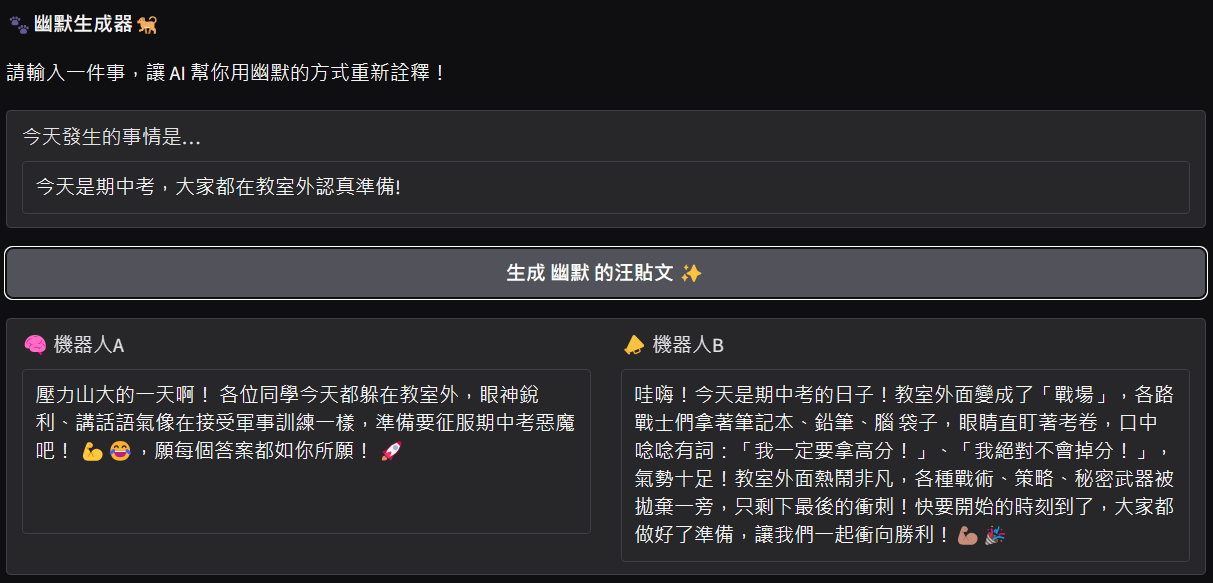 🐾 幽默生成器 🐕
請輸入一件事，讓 AI 幫你用幽默的方式重新詮釋！
今天發生的事情是...
今天是期中考，大家都在教室外認真準備!
生成 幽默 的汪貼文 ✨
🧠 機器人A
壓力山大的一天啊！ 各位同學今天都躲在教室外，眼神銳
利、講話語氣像在接受軍事訓練一樣，準備要征服期中考惡魔
吧！ 💪 😂 ，願每個答案都如你所願！ 🚀
📣 機器人B
哇嗨！今天是期中考的日子！教室外面變成了「戰場」，各路
戰士們拿著筆記本、鉛筆、腦 袋子，眼睛直盯著考卷，口中
唸唸有詞：「我一定要拿高分！」、「我絕對不會掉分！」，
氣勢十足！教室外面熱鬧非凡，各種戰術、策略、秘密武器被
拋棄一旁，只剩下最後的衝刺！快要開始的時刻到了，大家都
做好了準備，讓我們一起衝向勝利！💪🏽 🎉